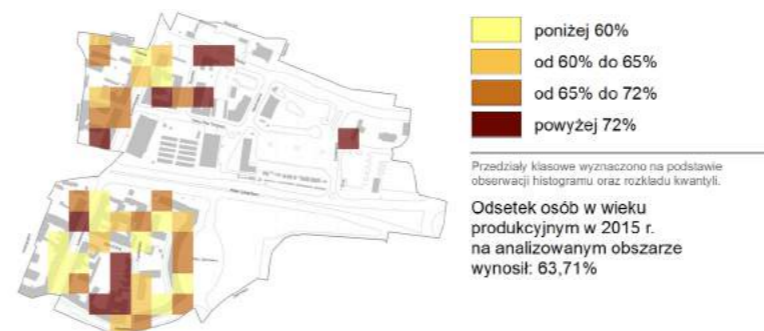 poniżej 60%
od 60% do 65%
od 65% do 72%
powyżej 72%
Przedziały klasowe wyznaczono na podstawie
obserwacji histogramu oraz rozkładu kwantyli.
Odsetek osób w wieku
produkcyjnym w 2015 r.
na analizowanym obszarze
wynosił: 63,71%